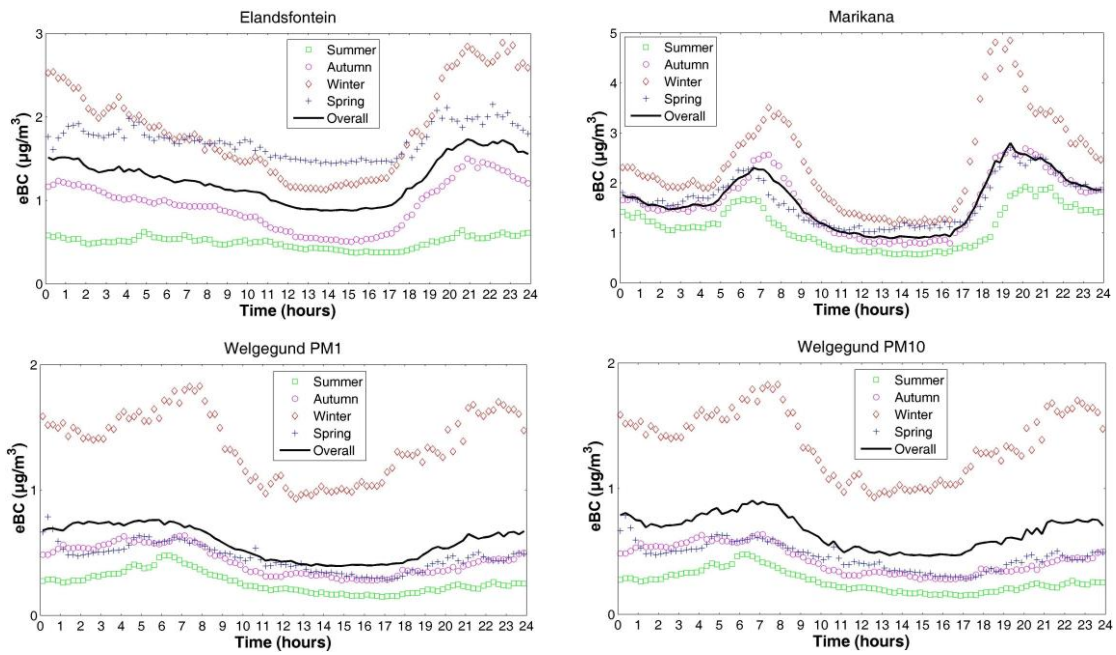 Elandsfontein
eBC (µg/m³)
3
2
1
0
Summer
Autumn
Winter
Spring
Overall
0 1 2 3 4 5 6 7 8 9 10 11 12 13 14 15 16 17 18 19 20 21 22 23 24
Time (hours)
Marikana
eBC (µg/m³)
5
4
3
2
1
0
Summer
Autumn
Winter
Spring
Overall
0 1 2 3 4 5 6 7 8 9 10 11 12 13 14 15 16 17 18 19 20 21 22 23 24
Time (hours)
Welgegund PM1
eBC (µg/m³)
2
1
0
Summer
Autumn
Winter
Spring
Overall
0 1 2 3 4 5 6 7 8 9 10 11 12 13 14 15 16 17 18 19 20 21 22 23 24
Time (hours)
Welgegund PM10
eBC (µg/m³)
2
1
0
Summer
Autumn
Winter
Spring
Overall
0 1 2 3 4 5 6 7 8 9 10 11 12 13 14 15 16 17 18 19 20 21 22 23 24
Time (hours)